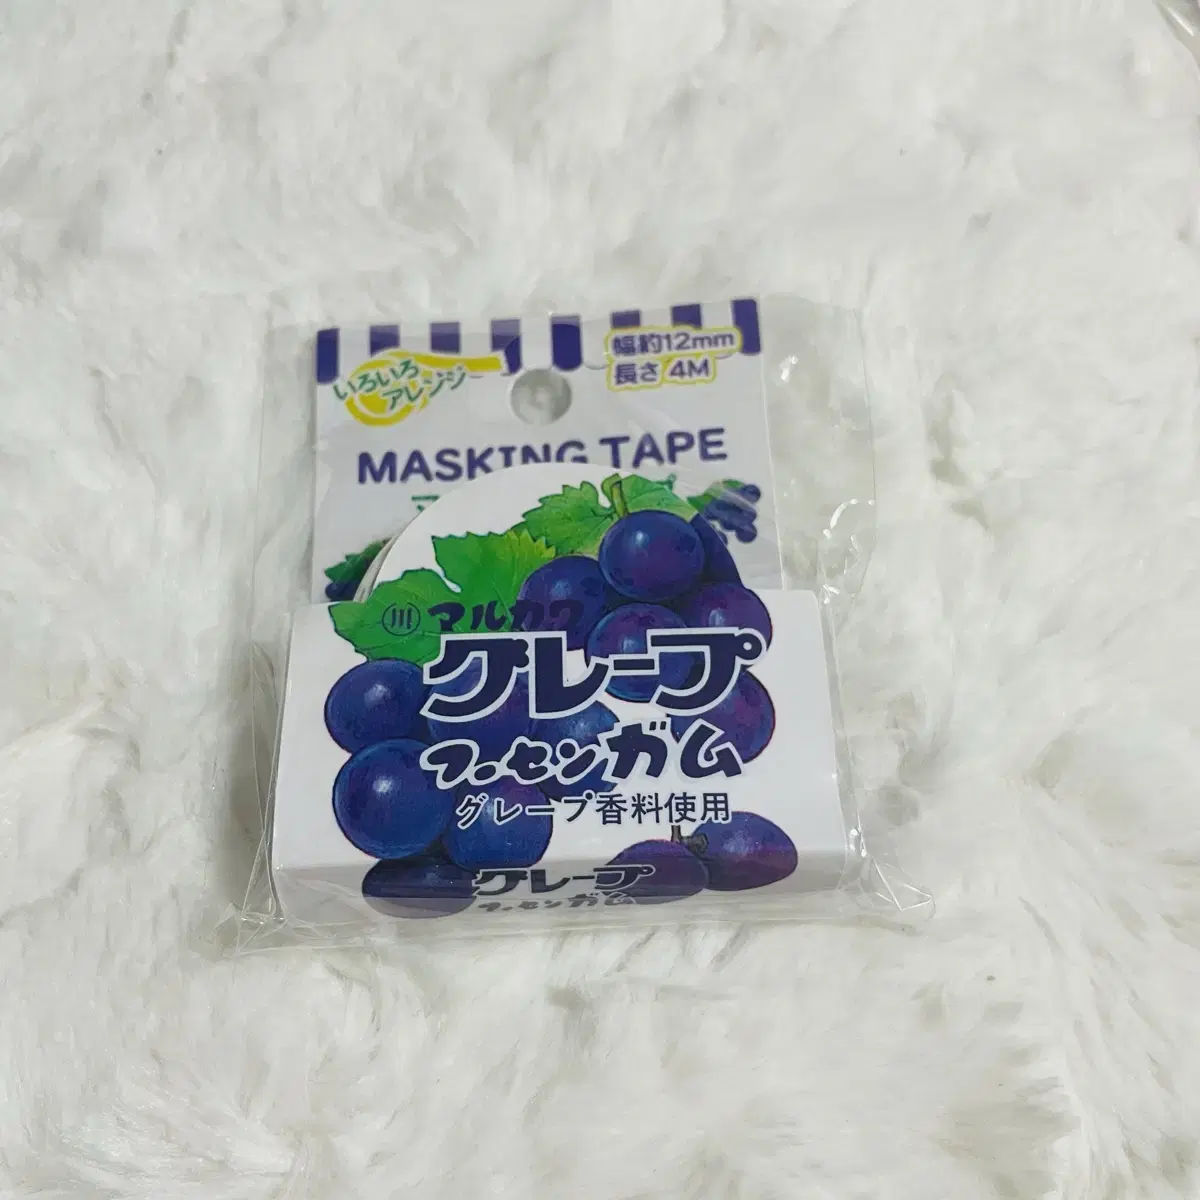 いろいろ
アレンジ
幅約12mm
長さ 4M
MASKING TAPE
川 マルカワ
グレープ
フーセンガム
グレープ香料使用
グレープ
フーセンガム